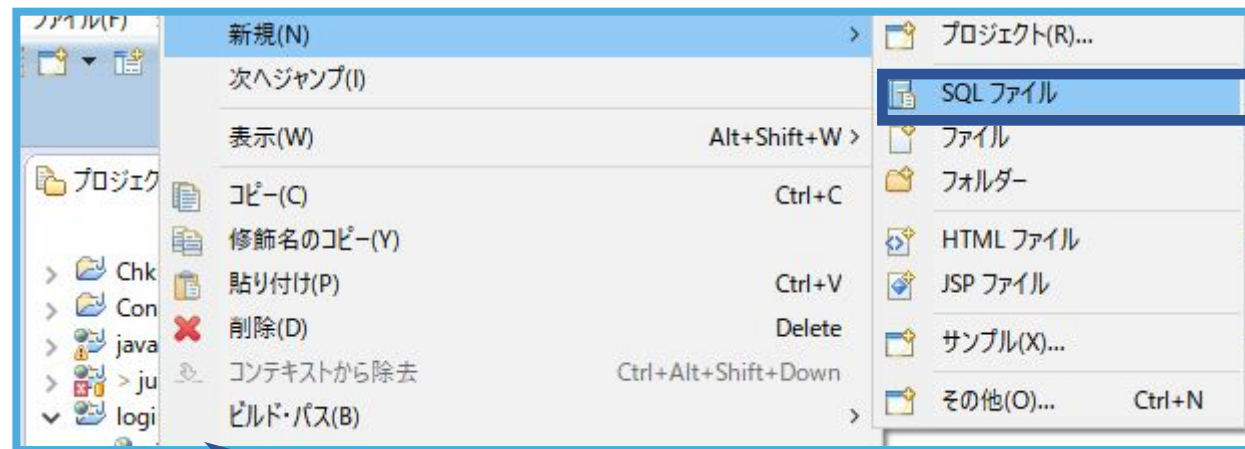 ファイル(F)
新規(N)
次へジャンプ(I)
表示(W) Alt+Shift+W
コピー(C) Ctrl+C
修飾名のコピー(Y)
貼り付け(P) Ctrl+V
削除(D) Delete
コンテキストから除去 Ctrl+Alt+Shift+Down
ビルド・パス(B)
プロジェク
Chk
Con
java
> ju
logi
プロジェクト(R)...
SQL ファイル
ファイル
フォルダー
HTML ファイル
JSP ファイル
サンプル(X)...
その他(O)... Ctrl+N